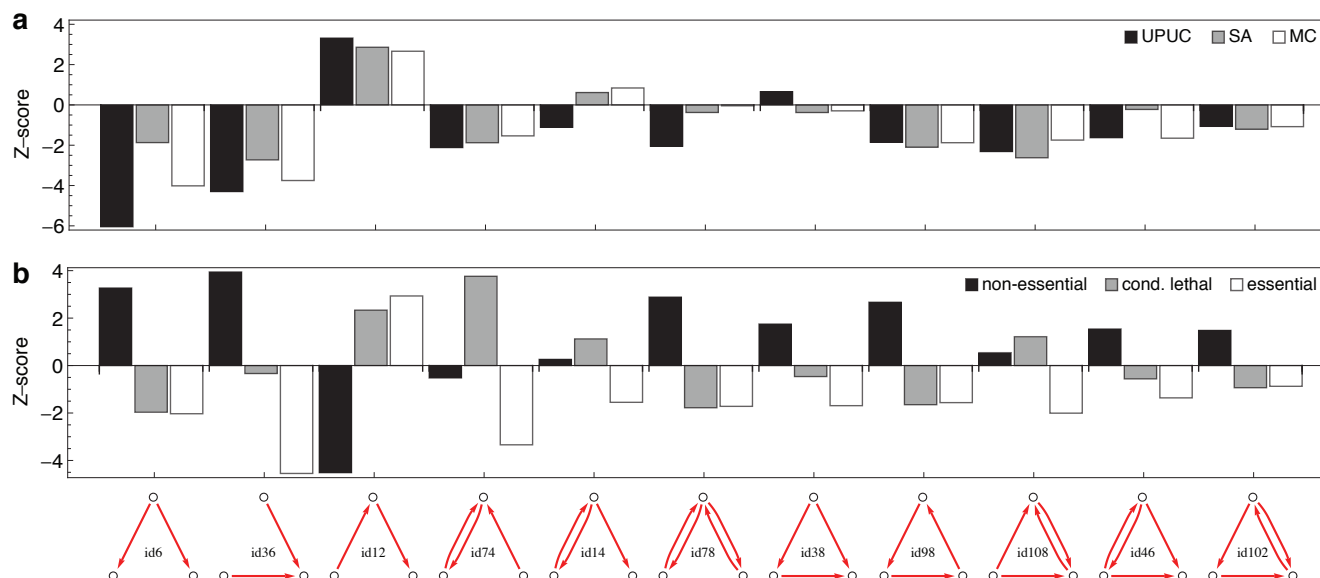 a
UPUC SA MC
4
2
0
−2
−4
−6
Z–score
b
non-essential cond. lethal essential
4
2
0
−2
−4
Z–score
id6 id36 id12 id74 id14 id78 id38 id98 id108 id46 id102